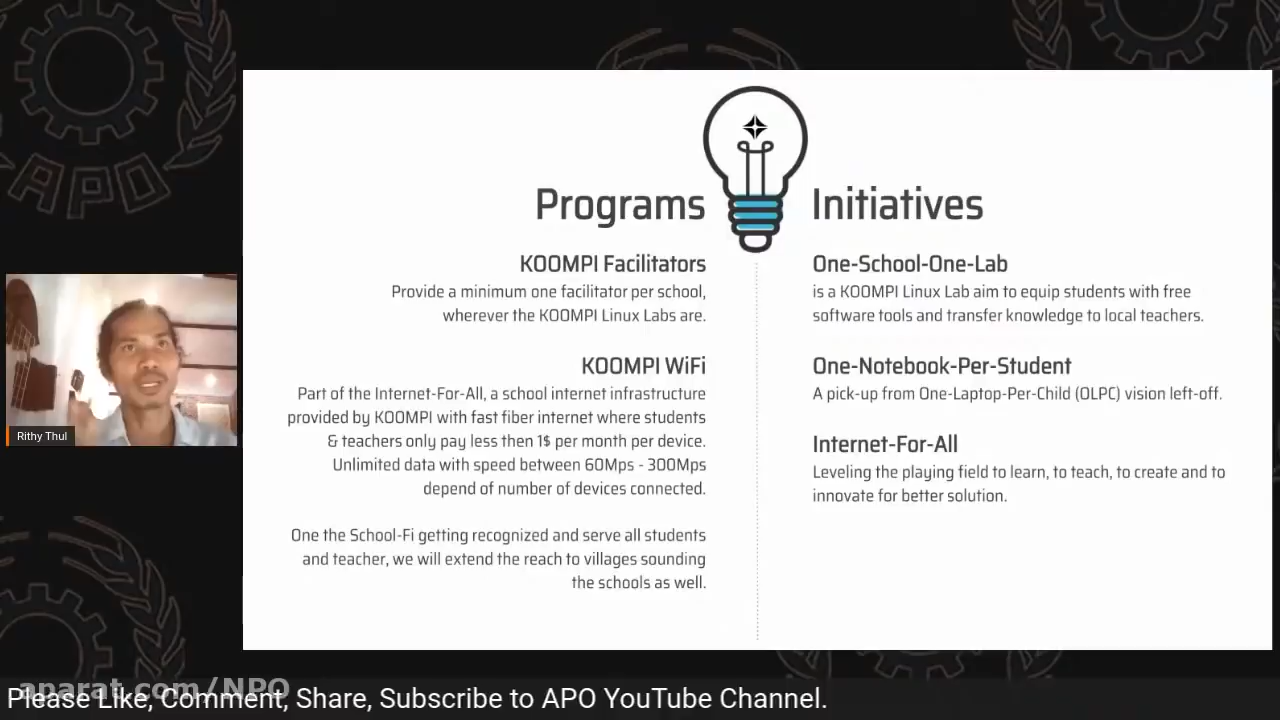 APO
Programs
Initiatives
KOOMPI Facilitators
Provide a minimum one facilitator per school,
wherever the KOOMPI Linux Labs are.
KOOMPI WiFi
Part of the Internet-For-All, a school internet infrastructure
provided by KOOMPI with fast fiber internet where students
& teachers only pay less then 1$ per month per device.
Unlimited data with speed between 60Mps - 300Mps
depend of number of devices connected.
One the School-Fi getting recognized and serve all students
and teacher, we will extend the reach to villages sounding
the schools as well.
One-School-One-Lab
is a KOOMPI Linux Lab aim to equip students with free
software tools and transfer knowledge to local teachers.
One-Notebook-Per-Student
A pick-up from One-Laptop-Per-Child (OLPC) vision left-off.
Internet-For-All
Leveling the playing field to learn, to teach, to create and to
innovate for better solution.
Rithy Thul
aparat.com/NPO
Please Like, Comment, Share, Subscribe to APO YouTube Channel.